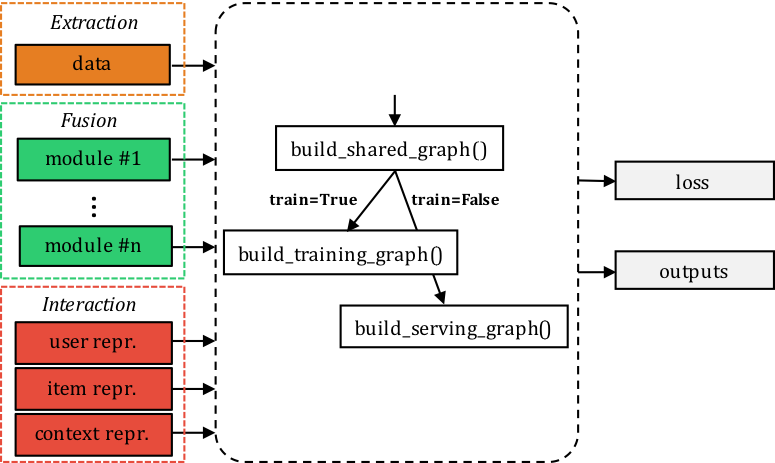 Extraction
data
Fusion
module #1
⋮
module #n
Interaction
user repr.
item repr.
context repr.
build_shared_graph()
train=True
train=False
build_training_graph()
build_serving_graph()
loss
outputs